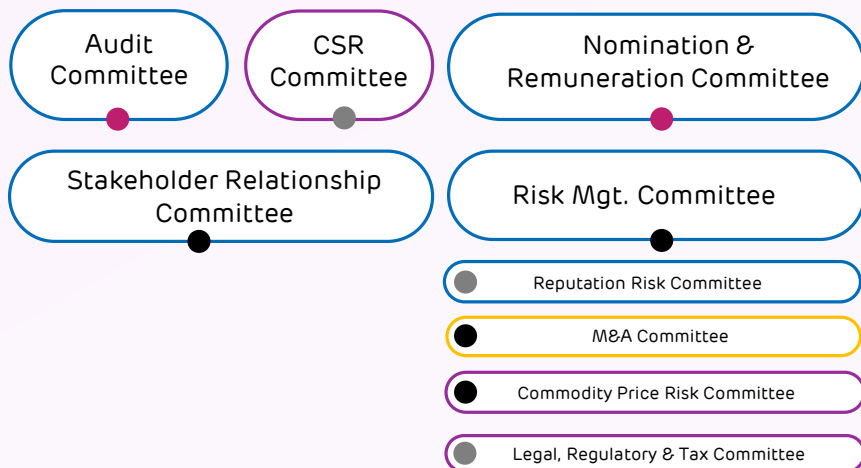 Audit
Committee
CSR
Committee
Nomination &
Remuneration Committee
Stakeholder Relationship
Committee
Risk Mgt. Committee
Reputation Risk Committee
M&A Committee
Commodity Price Risk Committee
Legal, Regulatory & Tax Committee